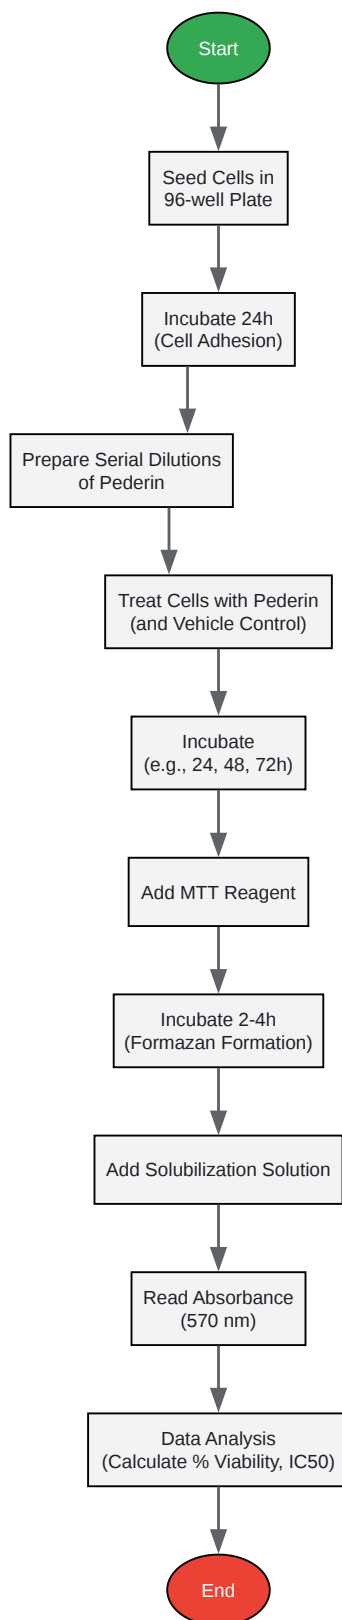 Start
Seed Cells in
96-well Plate
Incubate 24h
(Cell Adhesion)
Prepare Serial Dilutions
of Pederin
Treat Cells with Pederin
(and Vehicle Control)
Incubate
(e.g., 24, 48, 72h)
Add MTT Reagent
Incubate 2-4h
(Formazan Formation)
Add Solubilization Solution
Read Absorbance
(570 nm)
Data Analysis
(Calculate % Viability, IC50)
End